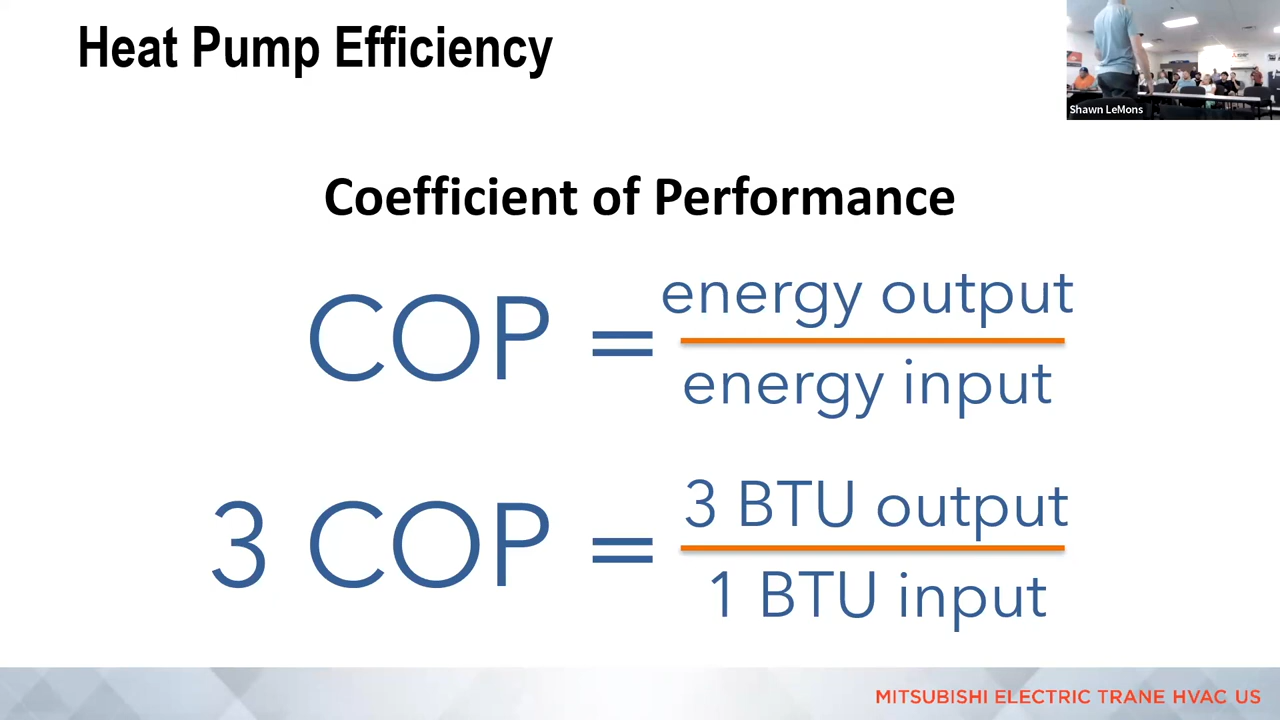 Heat Pump Efficiency
Shawn LeMons
Coefficient of Performance
COP = energy output
energy input
3 COP = 3 BTU output
1 BTU input
MITSUBISHI ELECTRIC TRANE HVAC US